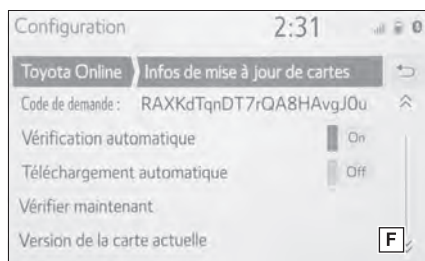 Configuration 2:31
Toyota Online Infos de mise à jour de cartes
Code de demande : RAXKdTqnDT7rQA8HAvgJ0u
Vérification automatique On
Téléchargement automatique Off
Vérifier maintenant
Version de la carte actuelle F